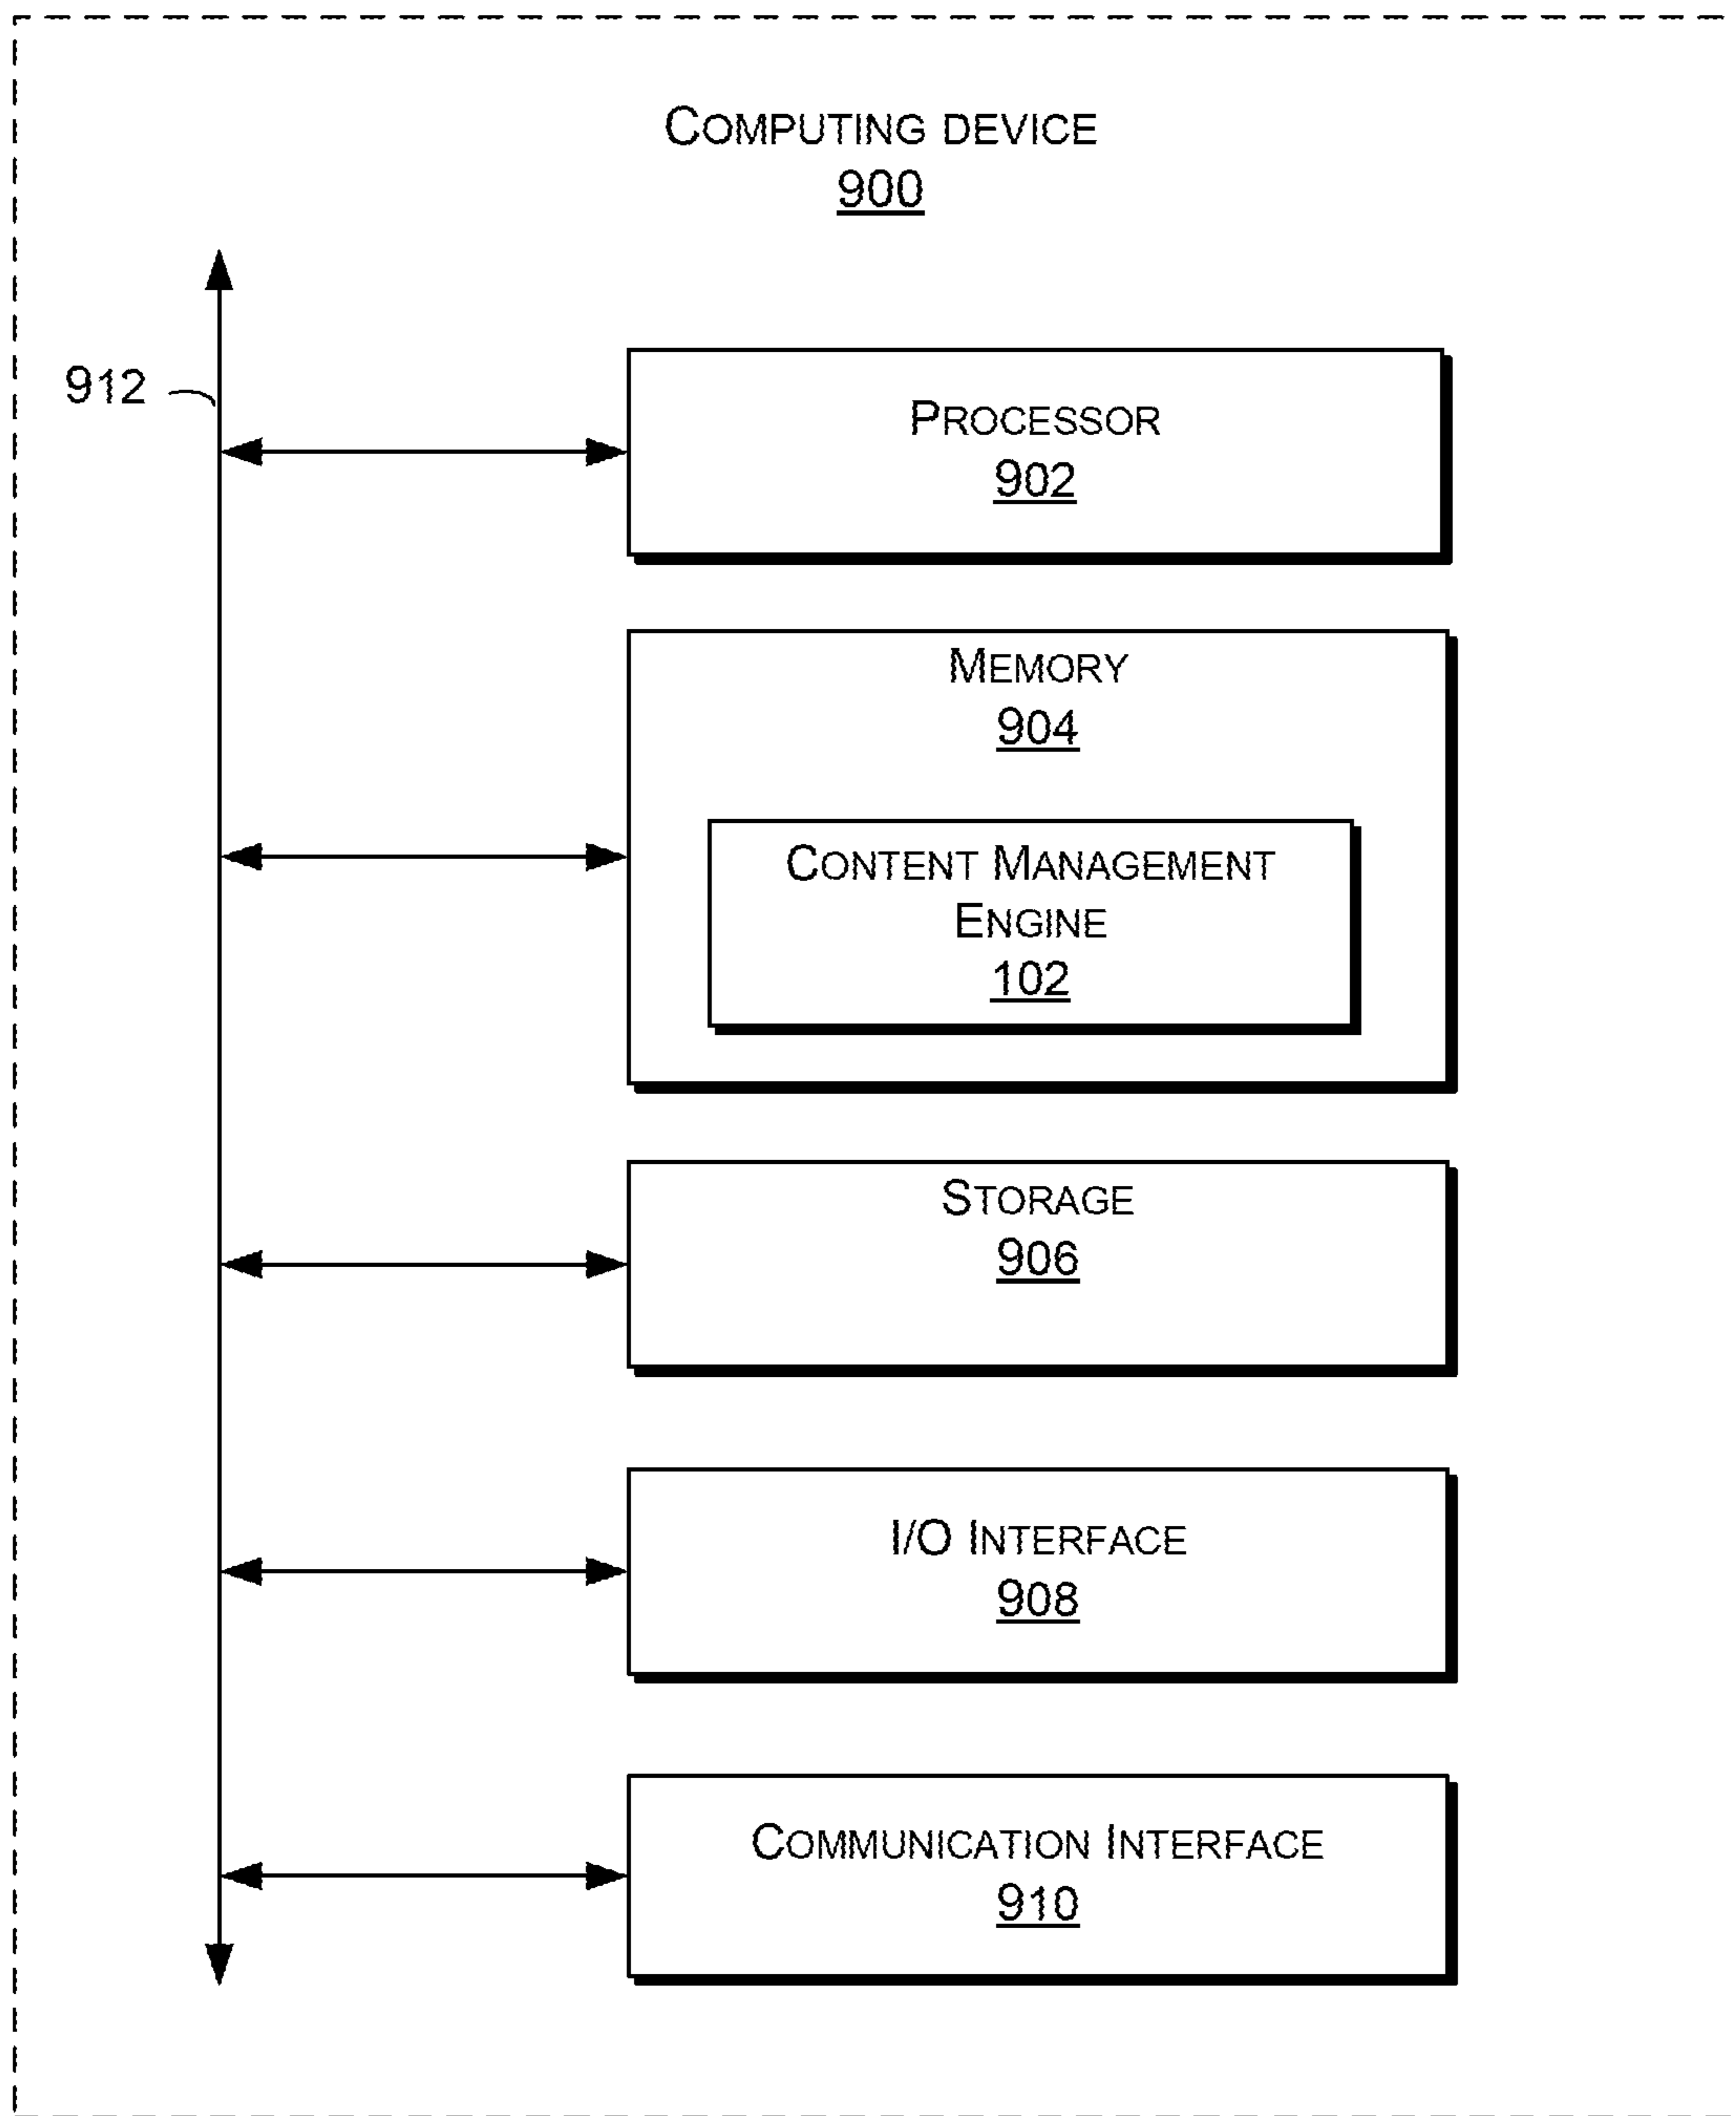 COMPUTING DEVICE
900
912
PROCESSOR
902
MEMORY
904
CONTENT MANAGEMENT
ENGINE
102
STORAGE
906
I/O INTERFACE
908
COMMUNICATION INTERFACE
910